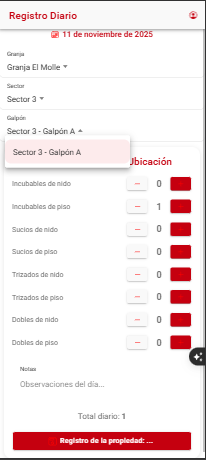 Registro Diario
11 de noviembre de 2025
Granja
Granja El Molle
Sector
Sector 3
Galpón
Sector 3 - Galpón A
Sector 3 - Galpón A
Ubicación
Incubables de nido – 0
Incubables de piso – 1
Sucios de nido – 0
Sucios de piso – 0
Trizados de nido – 0
Trizados de piso – 0
Dobles de nido – 0
Dobles de piso – 0
Notas
Observaciones del día...
Total diario: 1
Registro de la propiedad: ...